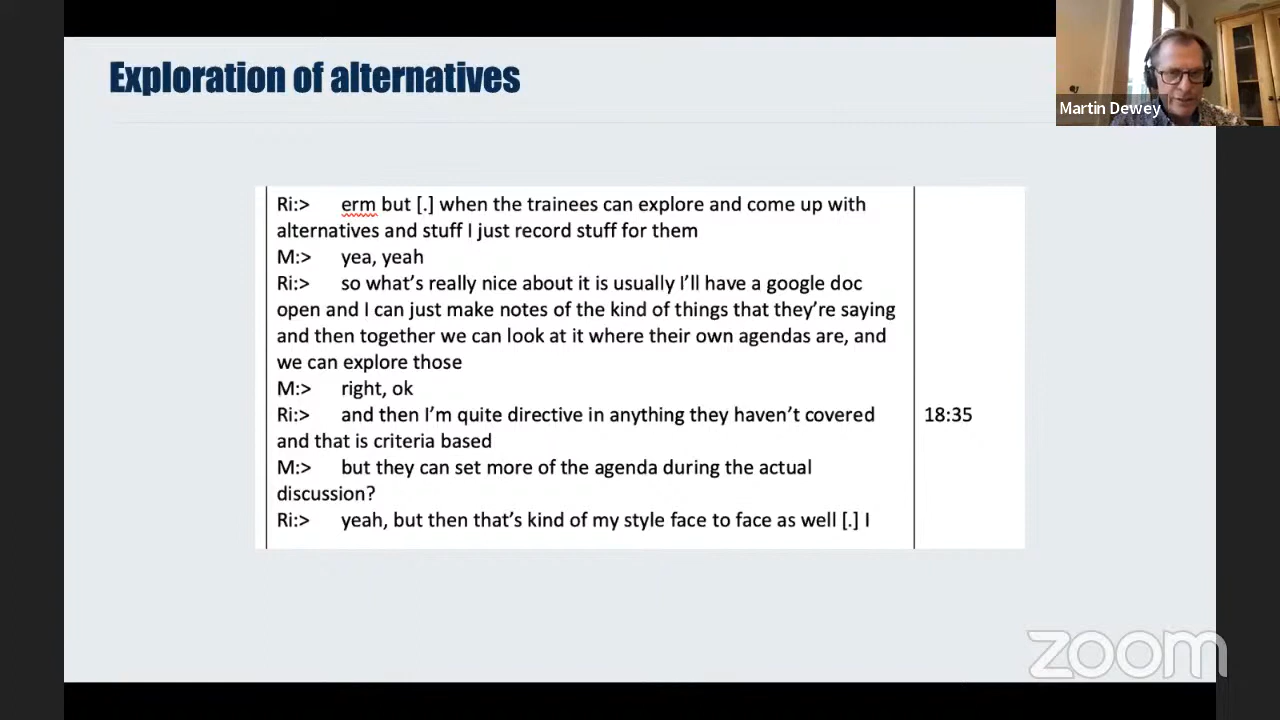 Exploration of alternatives
Martin Dewey
Ri:> erm but [.] when the trainees can explore and come up with
alternatives and stuff I just record stuff for them
M:> yea, yeah
Ri:> so what's really nice about it is usually I'll have a google doc
open and I can just make notes of the kind of things that they're saying
and then together we can look at it where their own agendas are, and
we can explore those
M:> right, ok
Ri:> and then I'm quite directive in anything they haven't covered 18:35
and that is criteria based
M:> but they can set more of the agenda during the actual
discussion?
Ri:> yeah, but then that's kind of my style face to face as well [.] I
zoom